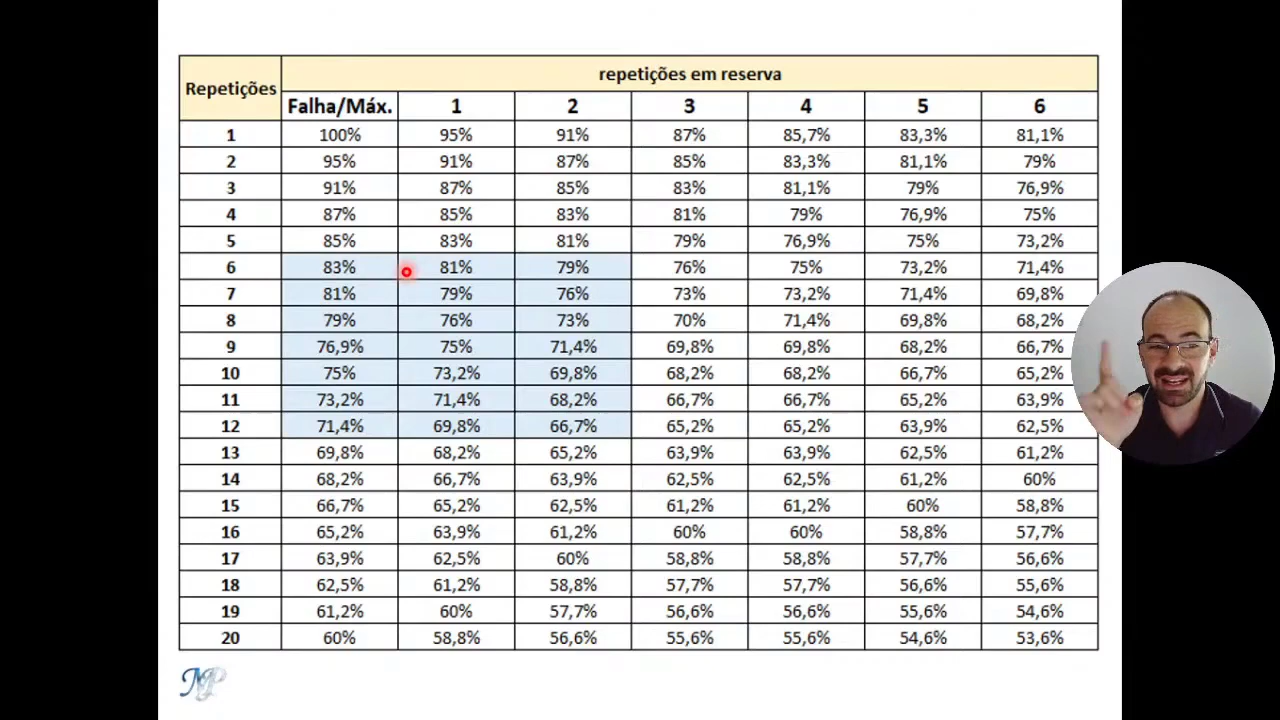 repetições em reserva
Repetições
Falha/Máx. 1 2 3 4 5 6
1 100% 95% 91% 87% 85,7% 83,3% 81,1%
2 95% 91% 87% 85% 83,3% 81,1% 79%
3 91% 87% 85% 83% 81,1% 79% 76,9%
4 87% 85% 83% 81% 79% 76,9% 75%
5 85% 83% 81% 79% 76,9% 75% 73,2%
6 83% 81% 79% 76% 75% 73,2% 71,4%
7 81% 79% 76% 73% 73,2% 71,4% 69,8%
8 79% 76% 73% 70% 71,4% 69,8% 68,2%
9 76,9% 75% 71,4% 69,8% 69,8% 68,2% 66,7%
10 75% 73,2% 69,8% 68,2% 68,2% 66,7% 65,2%
11 73,2% 71,4% 68,2% 66,7% 66,7% 65,2% 63,9%
12 71,4% 69,8% 66,7% 65,2% 65,2% 63,9% 62,5%
13 69,8% 68,2% 65,2% 63,9% 63,9% 62,5% 61,2%
14 68,2% 66,7% 63,9% 62,5% 62,5% 61,2% 60%
15 66,7% 65,2% 62,5% 61,2% 61,2% 60% 58,8%
16 65,2% 63,9% 61,2% 60% 60% 58,8% 57,7%
17 63,9% 62,5% 60% 58,8% 58,8% 57,7% 56,6%
18 62,5% 61,2% 58,8% 57,7% 57,7% 56,6% 55,6%
19 61,2% 60% 57,7% 56,6% 56,6% 55,6% 54,6%
20 60% 58,8% 56,6% 55,6% 55,6% 54,6% 53,6%
NP